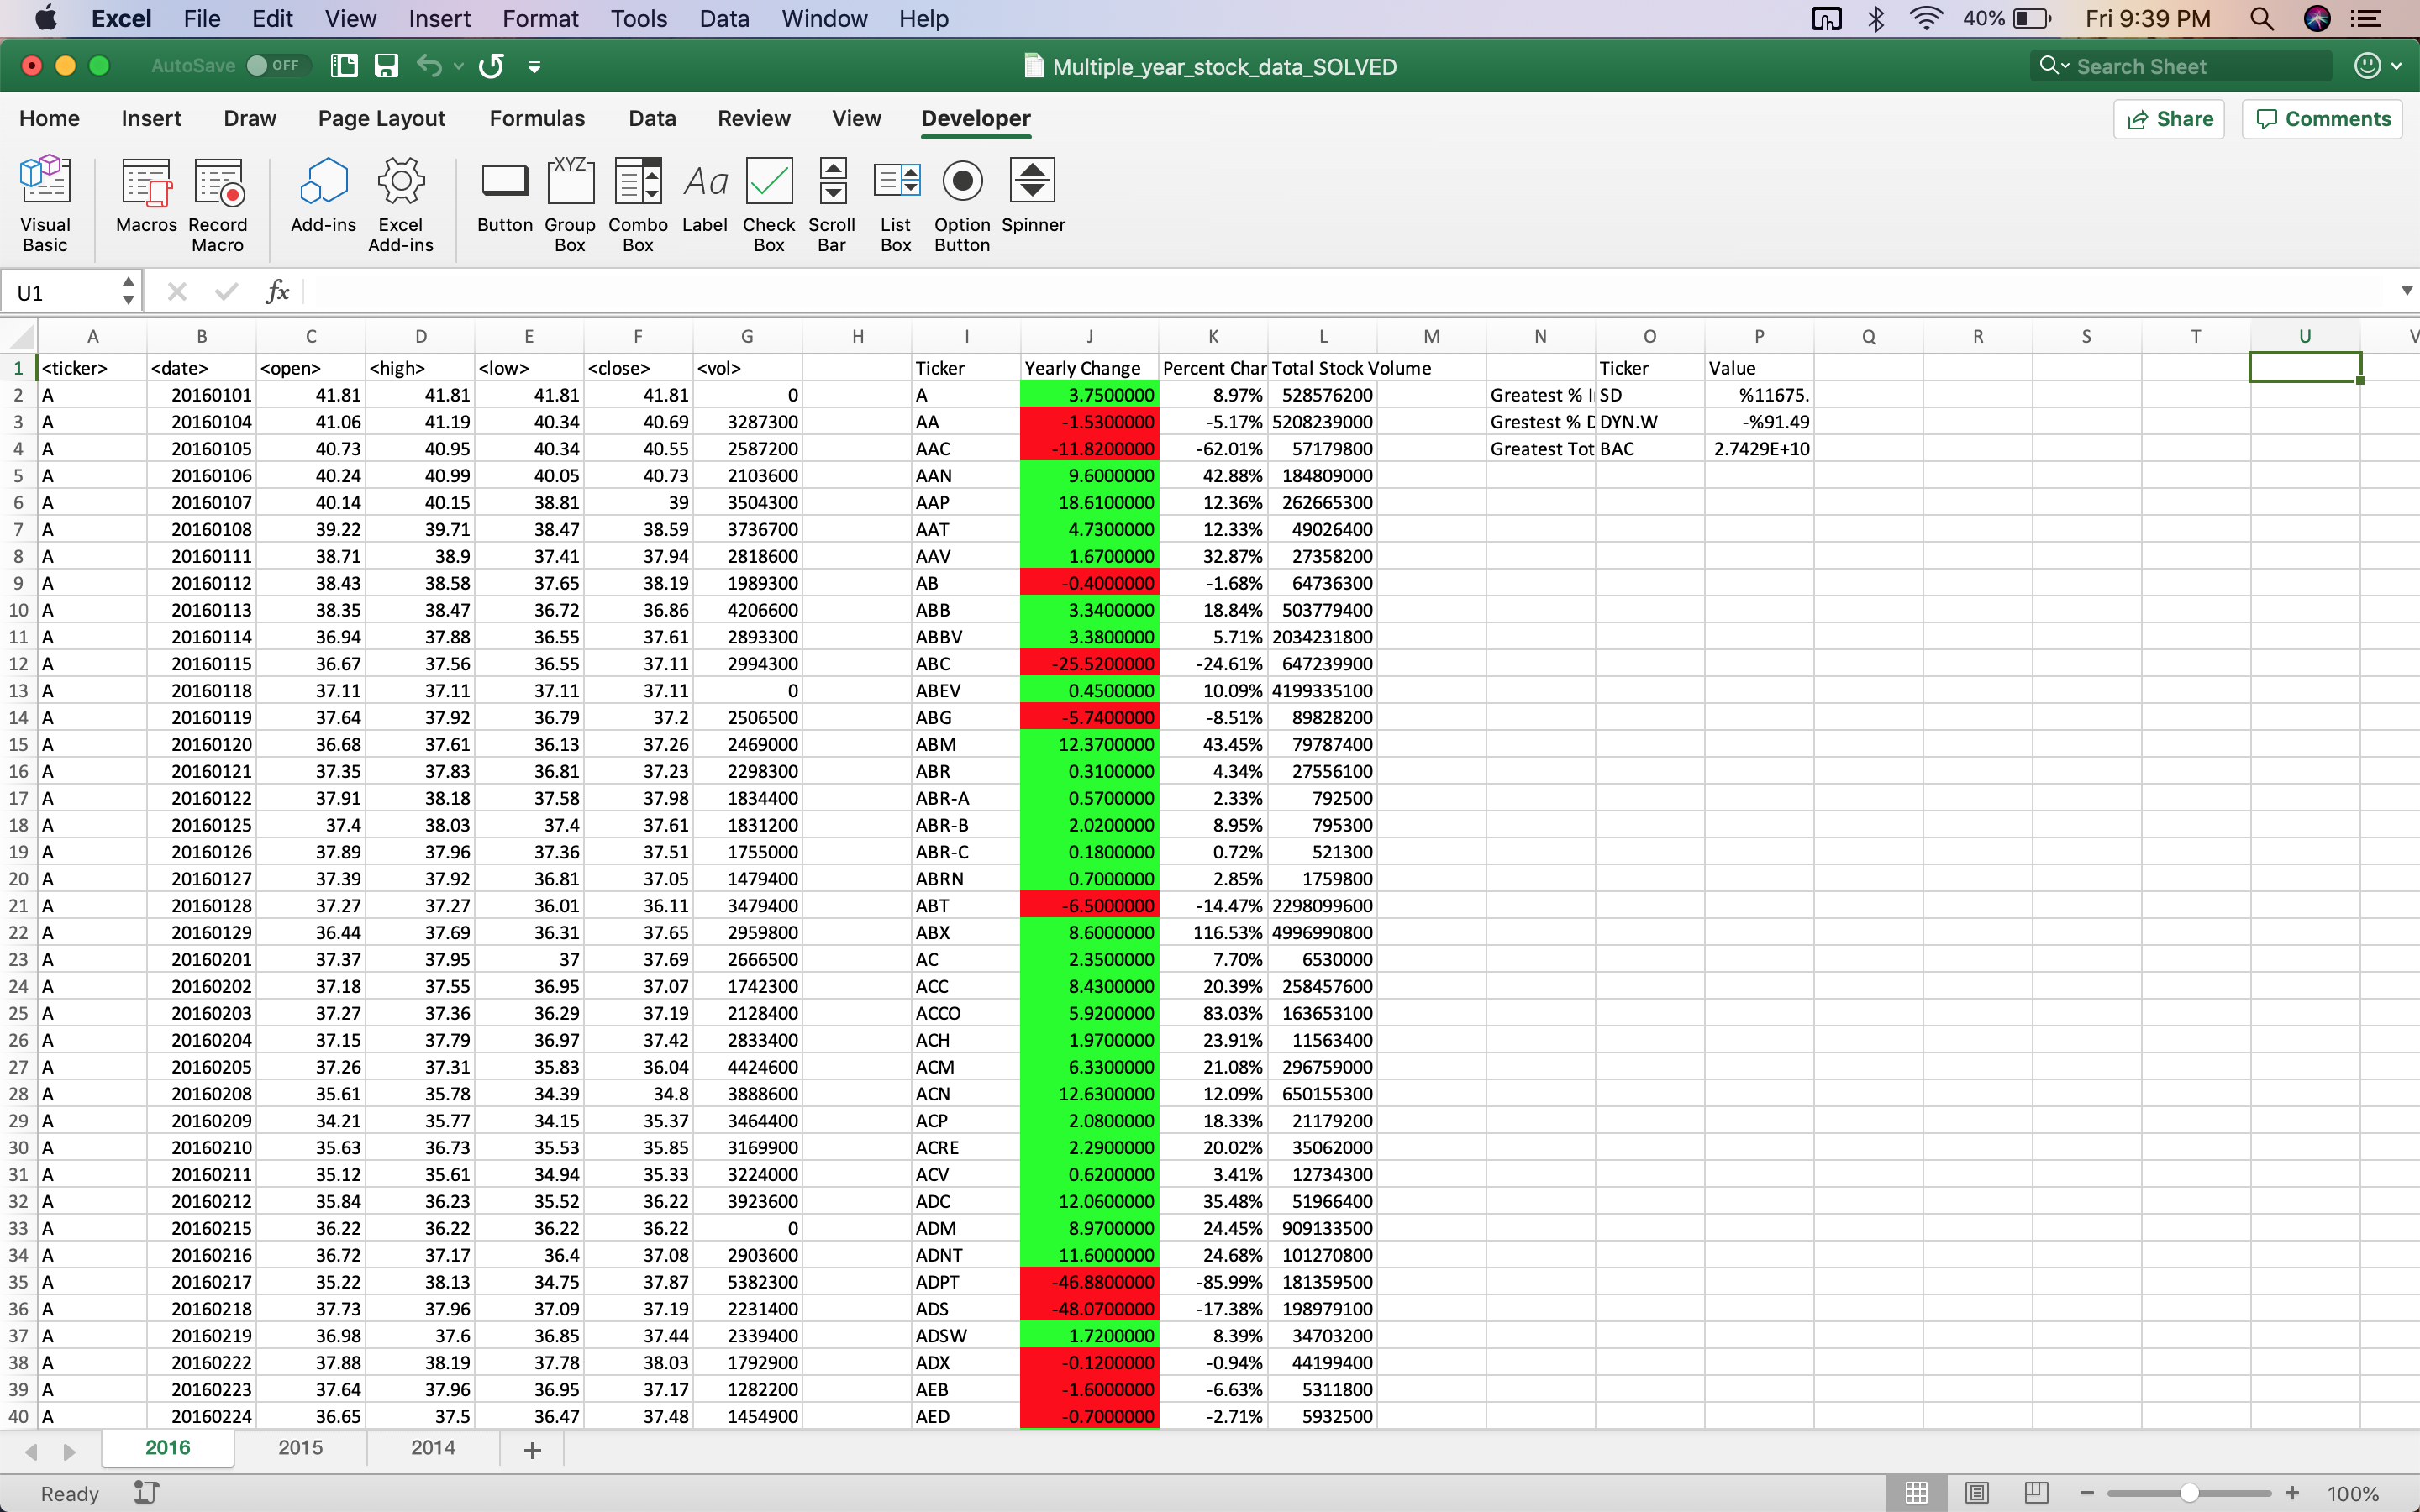 Excel File Edit View Insert Format Tools Data Window Help 40% Fri 9:39 PM
AutoSave OFF Multiple_year_stock_data_SOLVED Search Sheet
Home Insert Draw Page Layout Formulas Data Review View Developer Share Comments
XYZ Aa
Visual Basic Macros Record Macro Add-ins Excel Add-ins Button Group Box Combo Box Label Check Box Scroll Bar List Box Option Button Spinner
U1 fx
A B C D E F G H I J K L M N O P Q R S T U V
1 <ticker> <date> <open> <high> <low> <close> <vol> Ticker Yearly Change Percent Char Total Stock Volume Ticker Value
2 A 20160101 41.81 41.81 41.81 41.81 0 A 3.7500000 8.97% 528576200 Greatest % I SD %11675.
3 A 20160104 41.06 41.19 40.34 40.69 3287300 AA -1.5300000 -5.17% 5208239000 Grestest % D DYN.W -%91.49
4 A 20160105 40.73 40.95 40.34 40.55 2587200 AAC -11.8200000 -62.01% 57179800 Greatest Tot BAC 2.7429E+10
5 A 20160106 40.24 40.99 40.05 40.73 2103600 AAN 9.6000000 42.88% 184809000
6 A 20160107 40.14 40.15 38.81 39 3504300 AAP 18.6100000 12.36% 262665300
7 A 20160108 39.22 39.71 38.47 38.59 3736700 AAT 4.7300000 12.33% 49026400
8 A 20160111 38.71 38.9 37.41 37.94 2818600 AAV 1.6700000 32.87% 27358200
9 A 20160112 38.43 38.58 37.65 38.19 1989300 AB -0.4000000 -1.68% 64736300
10 A 20160113 38.35 38.47 36.72 36.86 4206600 ABB 3.3400000 18.84% 503779400
11 A 20160114 36.94 37.88 36.55 37.61 2893300 ABBV 3.3800000 5.71% 2034231800
12 A 20160115 36.67 37.56 36.55 37.11 2994300 ABC -25.5200000 -24.61% 647239900
13 A 20160118 37.11 37.11 37.11 37.11 0 ABEV 0.4500000 10.09% 4199335100
14 A 20160119 37.64 37.92 36.79 37.2 2506500 ABG -5.7400000 -8.51% 89828200
15 A 20160120 36.68 37.61 36.13 37.26 2469000 ABM 12.3700000 43.45% 79787400
16 A 20160121 37.35 37.83 36.81 37.23 2298300 ABR 0.3100000 4.34% 27556100
17 A 20160122 37.91 38.18 37.58 37.98 1834400 ABR-A 0.5700000 2.33% 792500
18 A 20160125 37.4 38.03 37.4 37.61 1831200 ABR-B 2.0200000 8.95% 795300
19 A 20160126 37.89 37.96 37.36 37.51 1755000 ABR-C 0.1800000 0.72% 521300
20 A 20160127 37.39 37.92 36.81 37.05 1479400 ABRN 0.7000000 2.85% 1759800
21 A 20160128 37.27 37.27 36.01 36.11 3479400 ABT -6.5000000 -14.47% 2298099600
22 A 20160129 36.44 37.69 36.31 37.65 2959800 ABX 8.6000000 116.53% 4996990800
23 A 20160201 37.37 37.95 37 37.69 2666500 AC 2.3500000 7.70% 6530000
24 A 20160202 37.18 37.55 36.95 37.07 1742300 ACC 8.4300000 20.39% 258457600
25 A 20160203 37.27 37.36 36.29 37.19 2128400 ACCO 5.9200000 83.03% 163653100
26 A 20160204 37.15 37.79 36.97 37.42 2833400 ACH 1.9700000 23.91% 11563400
27 A 20160205 37.26 37.31 35.83 36.04 4424600 ACM 6.3300000 21.08% 296759000
28 A 20160208 35.61 35.78 34.39 34.8 3888600 ACN 12.6300000 12.09% 650155300
29 A 20160209 34.21 35.77 34.15 35.37 3464400 ACP 2.0800000 18.33% 21179200
30 A 20160210 35.63 36.73 35.53 35.85 3169900 ACRE 2.2900000 20.02% 35062000
31 A 20160211 35.12 35.61 34.94 35.33 3224000 ACV 0.6200000 3.41% 12734300
32 A 20160212 35.84 36.23 35.52 36.22 3923600 ADC 12.0600000 35.48% 51966400
33 A 20160215 36.22 36.22 36.22 36.22 0 ADM 8.9700000 24.45% 909133500
34 A 20160216 36.72 37.17 36.4 37.08 2903600 ADNT 11.6000000 24.68% 101270800
35 A 20160217 35.22 38.13 34.75 37.87 5382300 ADPT -46.8800000 -85.99% 181359500
36 A 20160218 37.73 37.96 37.09 37.19 2231400 ADS -48.0700000 -17.38% 198979100
37 A 20160219 36.98 37.6 36.85 37.44 2339400 ADSW 1.7200000 8.39% 34703200
38 A 20160222 37.88 38.19 37.78 38.03 1792900 ADX -0.1200000 -0.94% 44199400
39 A 20160223 37.64 37.96 36.95 37.17 1282200 AEB -1.6000000 -6.63% 5311800
40 A 20160224 36.65 37.5 36.47 37.48 1454900 AED -0.7000000 -2.71% 5932500
2016 2015 2014 +
Ready 100%